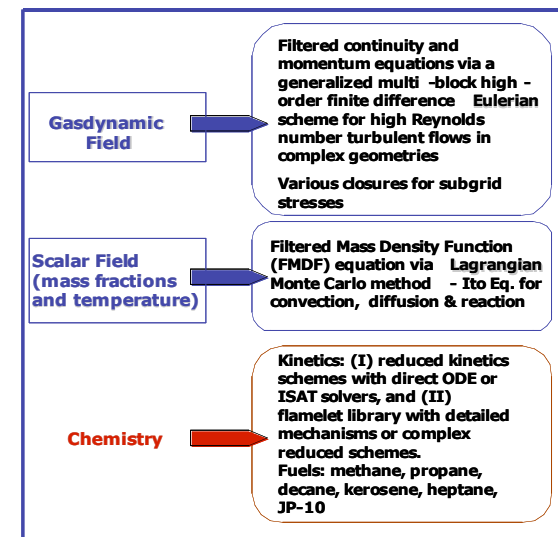 Gasdynamic
Field
Filtered continuity and
momentum equations via a
generalized multi -block high -
order finite difference Eulerian
scheme for high Reynolds
number turbulent flows in
complex geometries
Various closures for subgrid
stresses
Scalar Field
(mass fractions
and temperature)
Filtered Mass Density Function
(FMDF) equation via Lagrangian
Monte Carlo method - Ito Eq. for
convection, diffusion & reaction
Chemistry
Kinetics: (I) reduced kinetics
schemes with direct ODE or
ISAT solvers, and (II)
flamelet library with detailed
mechanisms or complex
reduced schemes.
Fuels: methane, propane,
decane, kerosene, heptane,
JP-10